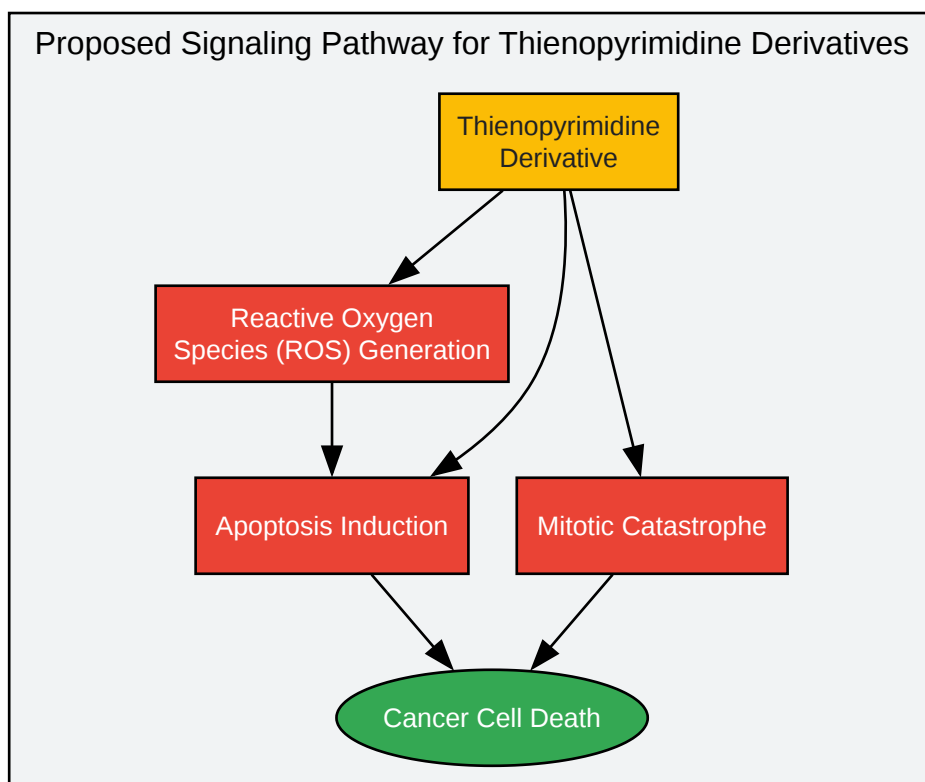 Proposed Signaling Pathway for Thienopyrimidine Derivatives
Thienopyrimidine
Derivative
Reactive Oxygen
Species (ROS) Generation
Apoptosis Induction
Mitotic Catastrophe
Cancer Cell Death